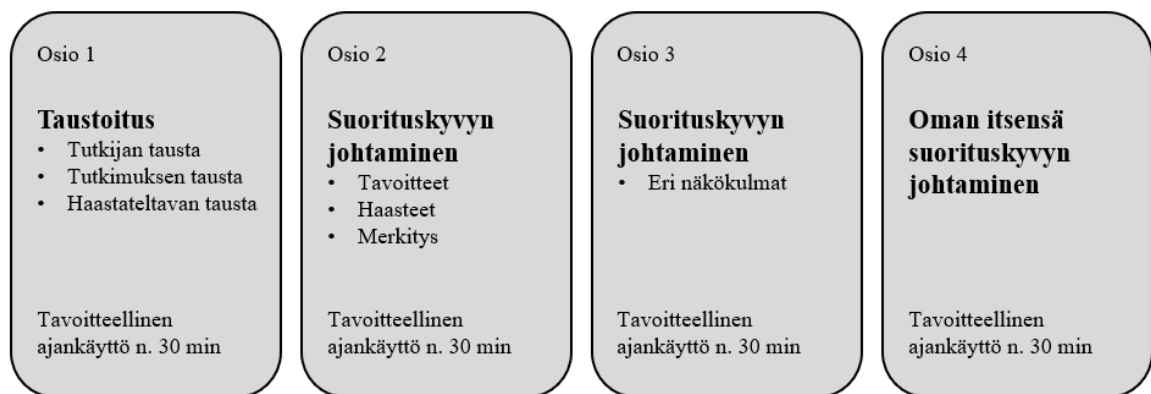 Osio 1
Taustoitus
• Tutkijan tausta
• Tutkimuksen tausta
• Haastateltavan tausta
Tavoitteellinen
ajankäyttö n. 30 min
Osio 2
Suorituskyvyn
johtaminen
• Tavoitteet
• Haasteet
• Merkitys
Tavoitteellinen
ajankäyttö n. 30 min
Osio 3
Suorituskyvyn
johtaminen
• Eri näkökulmat
Tavoitteellinen
ajankäyttö n. 30 min
Osio 4
Oman itsensä
suorituskyvyn
johtaminen
Tavoitteellinen
ajankäyttö n. 30 min